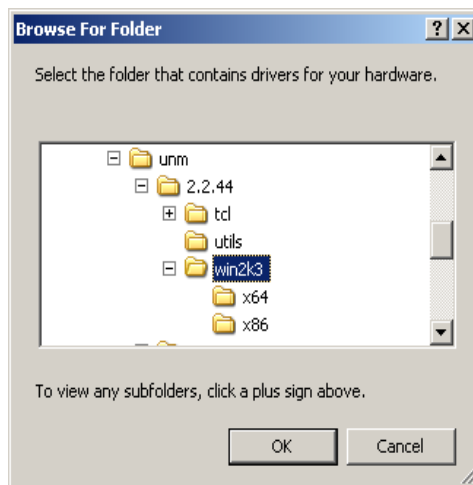 Browse For Folder
Select the folder that contains drivers for your hardware.
unm
2.2.44
tcl
utils
win2k3
x64
x86
To view any subfolders, click a plus sign above.
OK Cancel